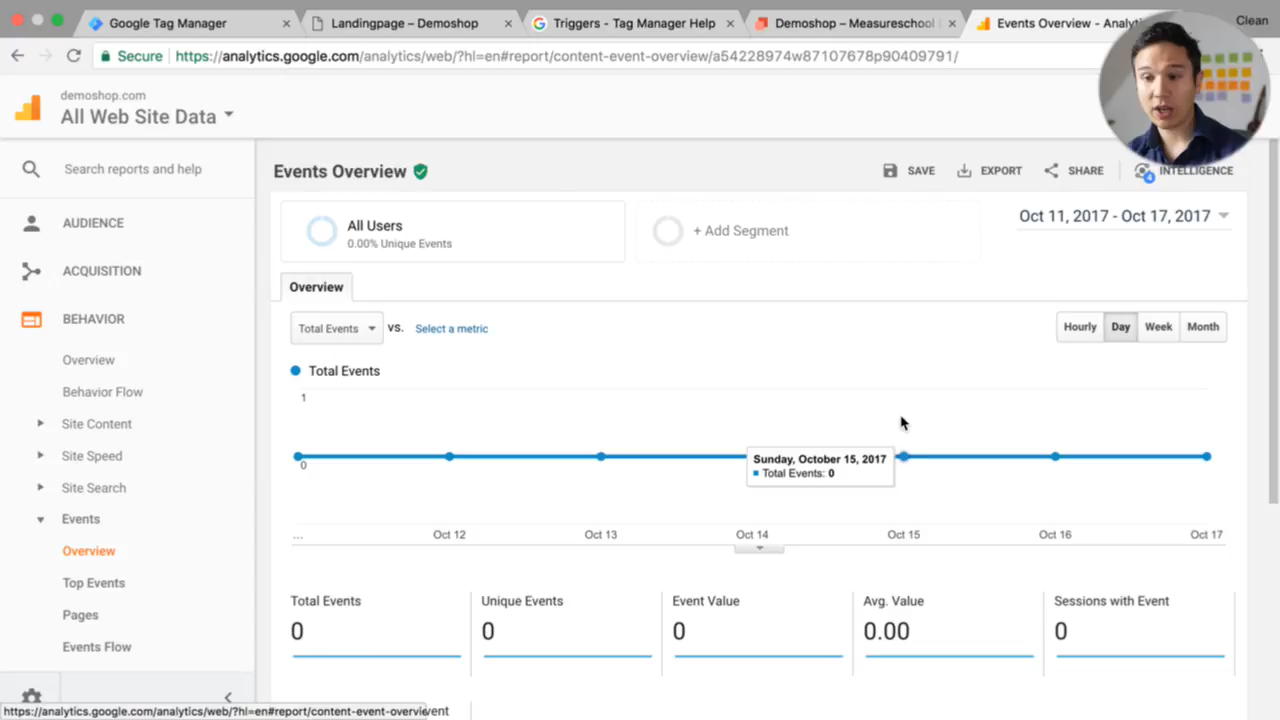 Google Tag Manager
Landingpage – Demoshop
Triggers - Tag Manager Help
Demoshop – Measureschool
Events Overview - Analyti
Clean
Secure https://analytics.google.com/analytics/web/?hl=en#report/content-event-overview/a54228974w87107678p90409791/
demoshop.com
All Web Site Data
Search reports and help
AUDIENCE
ACQUISITION
BEHAVIOR
Overview
Behavior Flow
Site Content
Site Speed
Site Search
Events
Overview
Top Events
Pages
Events Flow
Events Overview
SAVE
EXPORT
SHARE
4
INTELLIGENCE
All Users
0.00% Unique Events
+ Add Segment
Oct 11, 2017 - Oct 17, 2017
Overview
Total Events
vs.
Select a metric
Hourly
Day
Week
Month
Total Events
1
0
Sunday, October 15, 2017
Total Events: 0
...
Oct 12
Oct 13
Oct 14
Oct 15
Oct 16
Oct 17
Total Events
0
Unique Events
0
Event Value
0
Avg. Value
0.00
Sessions with Event
0
https://analytics.google.com/analytics/web/?hl=en#report/content-event-overview
vent